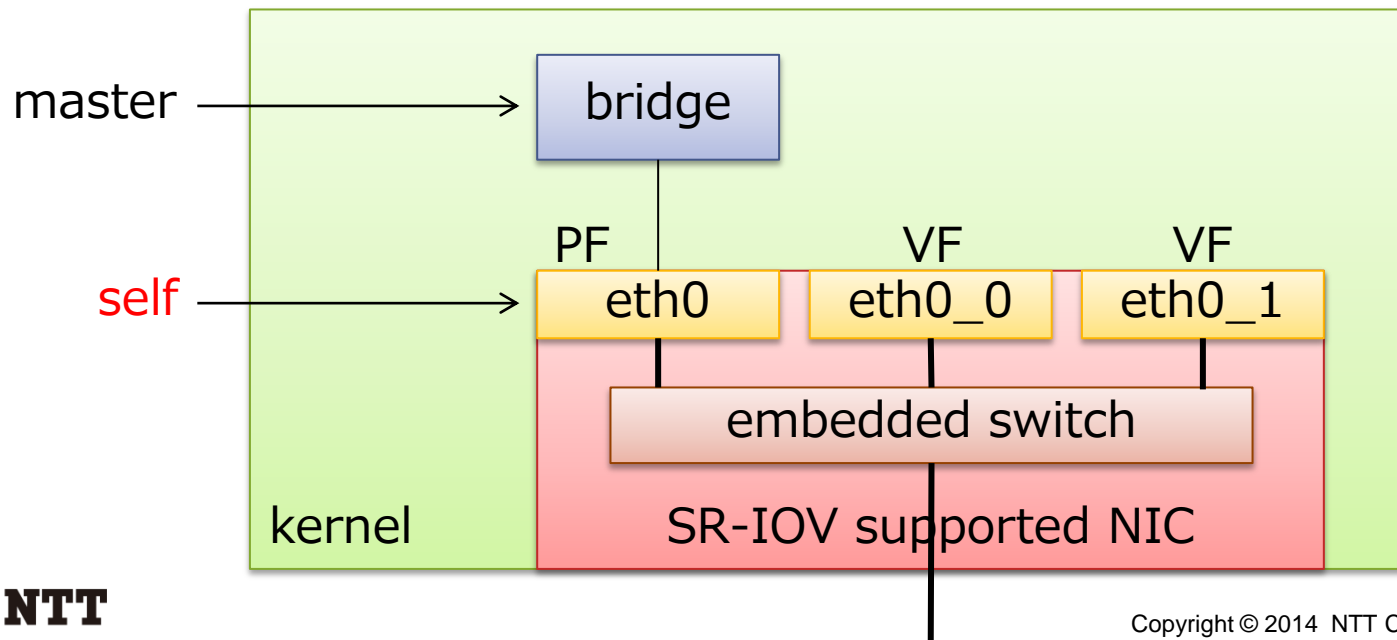 master
bridge
PF
VF
VF
self
eth0
eth0_0
eth0_1
embedded switch
kernel
SR-IOV supported NIC
NTT
Copyright © 2014 NTT C